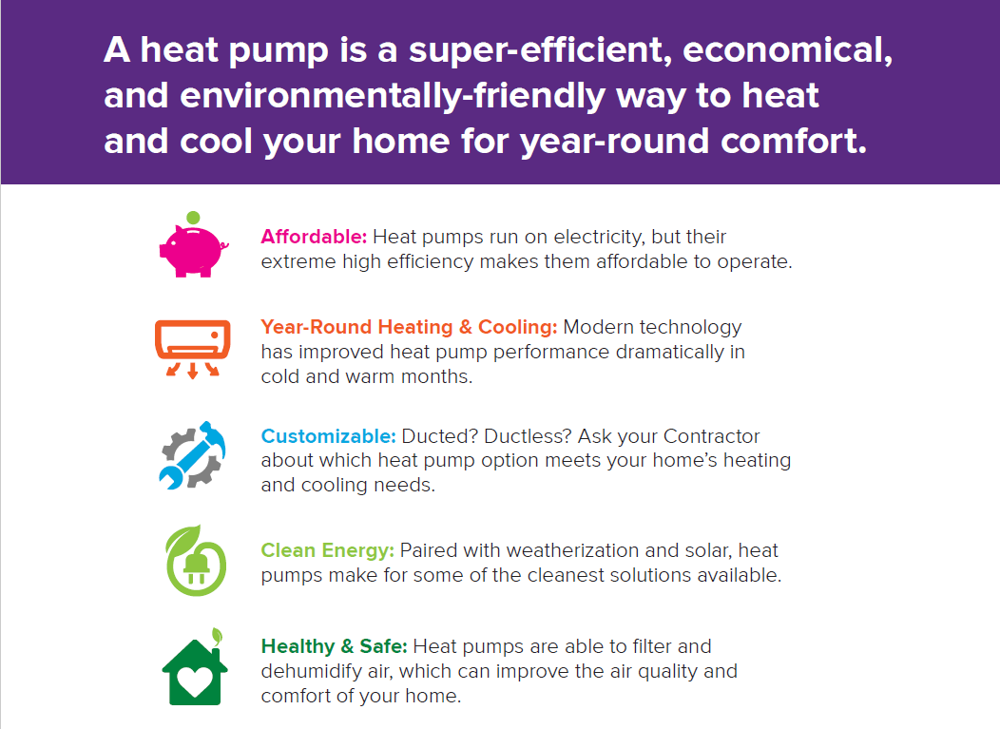 A heat pump is a super-efficient, economical,
and environmentally-friendly way to heat
and cool your home for year-round comfort.
Affordable: Heat pumps run on electricity, but their
extreme high efficiency makes them affordable to operate.
Year-Round Heating & Cooling: Modern technology
has improved heat pump performance dramatically in
cold and warm months.
Customizable: Ducted? Ductless? Ask your Contractor
about which heat pump option meets your home’s heating
and cooling needs.
Clean Energy: Paired with weatherization and solar, heat
pumps make for some of the cleanest solutions available.
Healthy & Safe: Heat pumps are able to filter and
dehumidify air, which can improve the air quality and
comfort of your home.